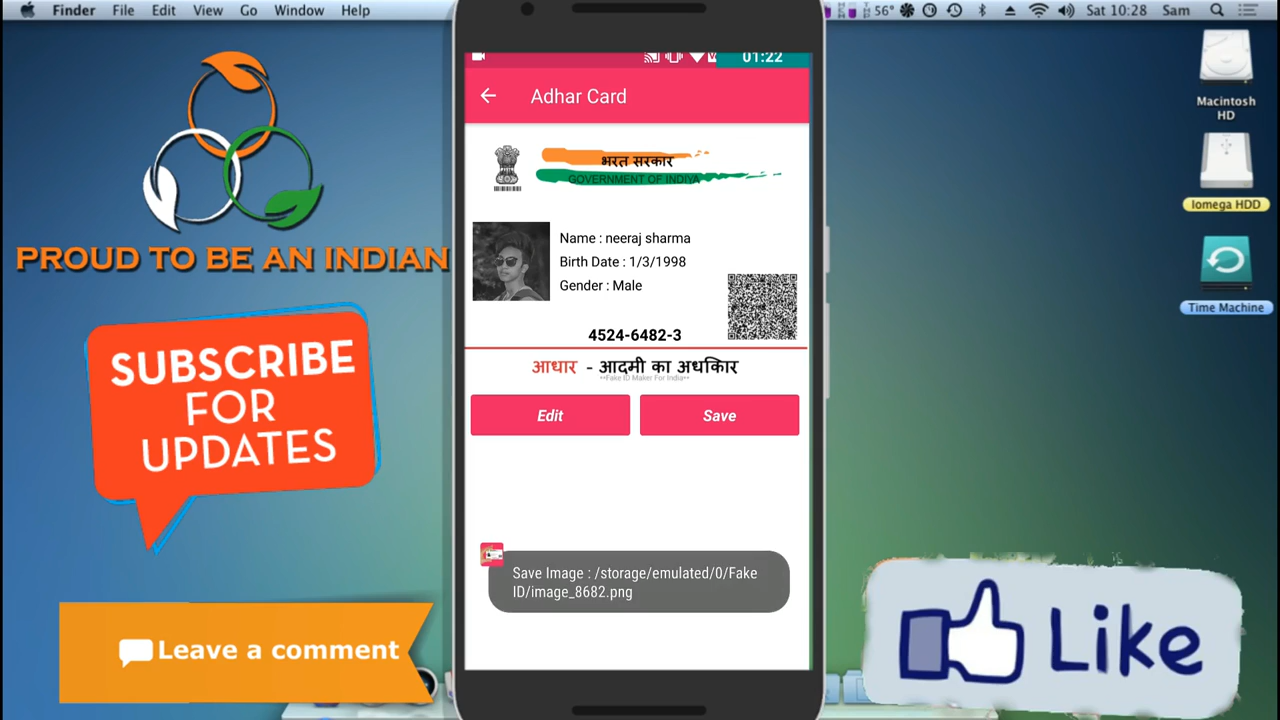 Finder File Edit View Go Window Help
56° Sat 10:28 Sam
01:22
Adhar Card
भरत सरकार
GOVERNMENT OF INDIYA
Name : neeraj sharma
Birth Date : 1/3/1998
Gender : Male
4524-6482-3
आधार - आदमी का अधिकार
**Fake ID Maker For India**
Edit Save
Save Image : /storage/emulated/0/Fake
ID/image_8682.png
PROUD TO BE AN INDIAN
SUBSCRIBE
FOR
UPDATES
Leave a comment
Like
Macintosh
HD
Iomega HDD
Time Machine